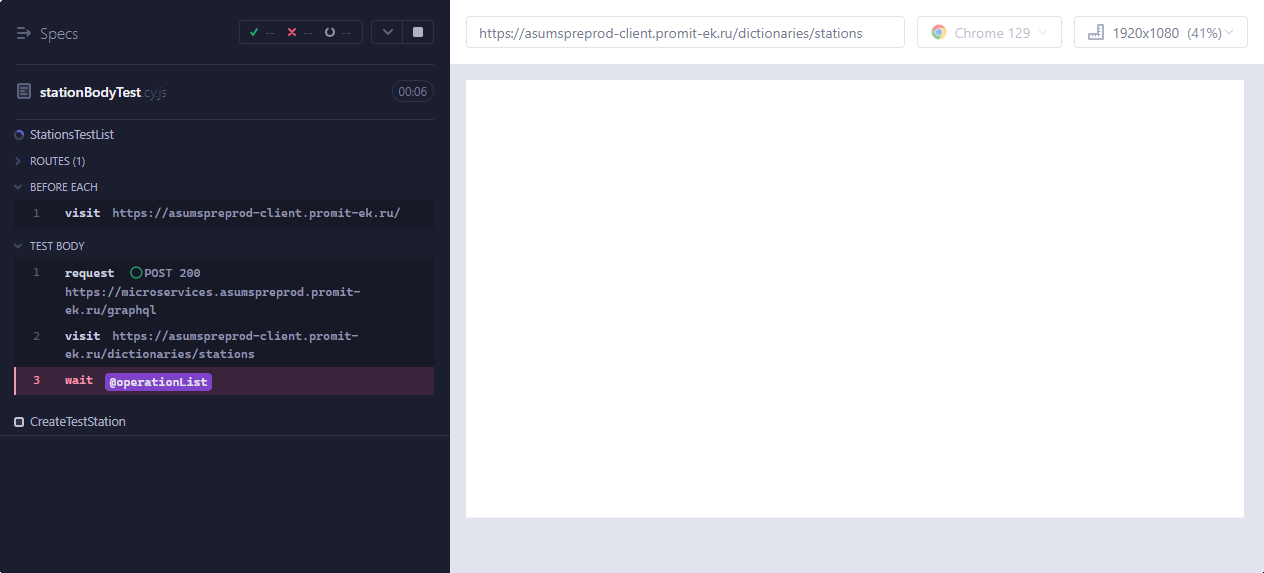 Specs
-- -- --
stationBodyTest.cy.js 00:06
StationsTestList
ROUTES (1)
BEFORE EACH
1 visit https://asumspreprod-client.promit-ek.ru/
TEST BODY
1 request POST 200
https://microservices.asumspreprod.promit-
ek.ru/graphql
2 visit https://asumspreprod-client.promit-
ek.ru/dictionaries/stations
3 wait @operationList
CreateTestStation
https://asumspreprod-client.promit-ek.ru/dictionaries/stations
Chrome 129
1920x1080 (41%)